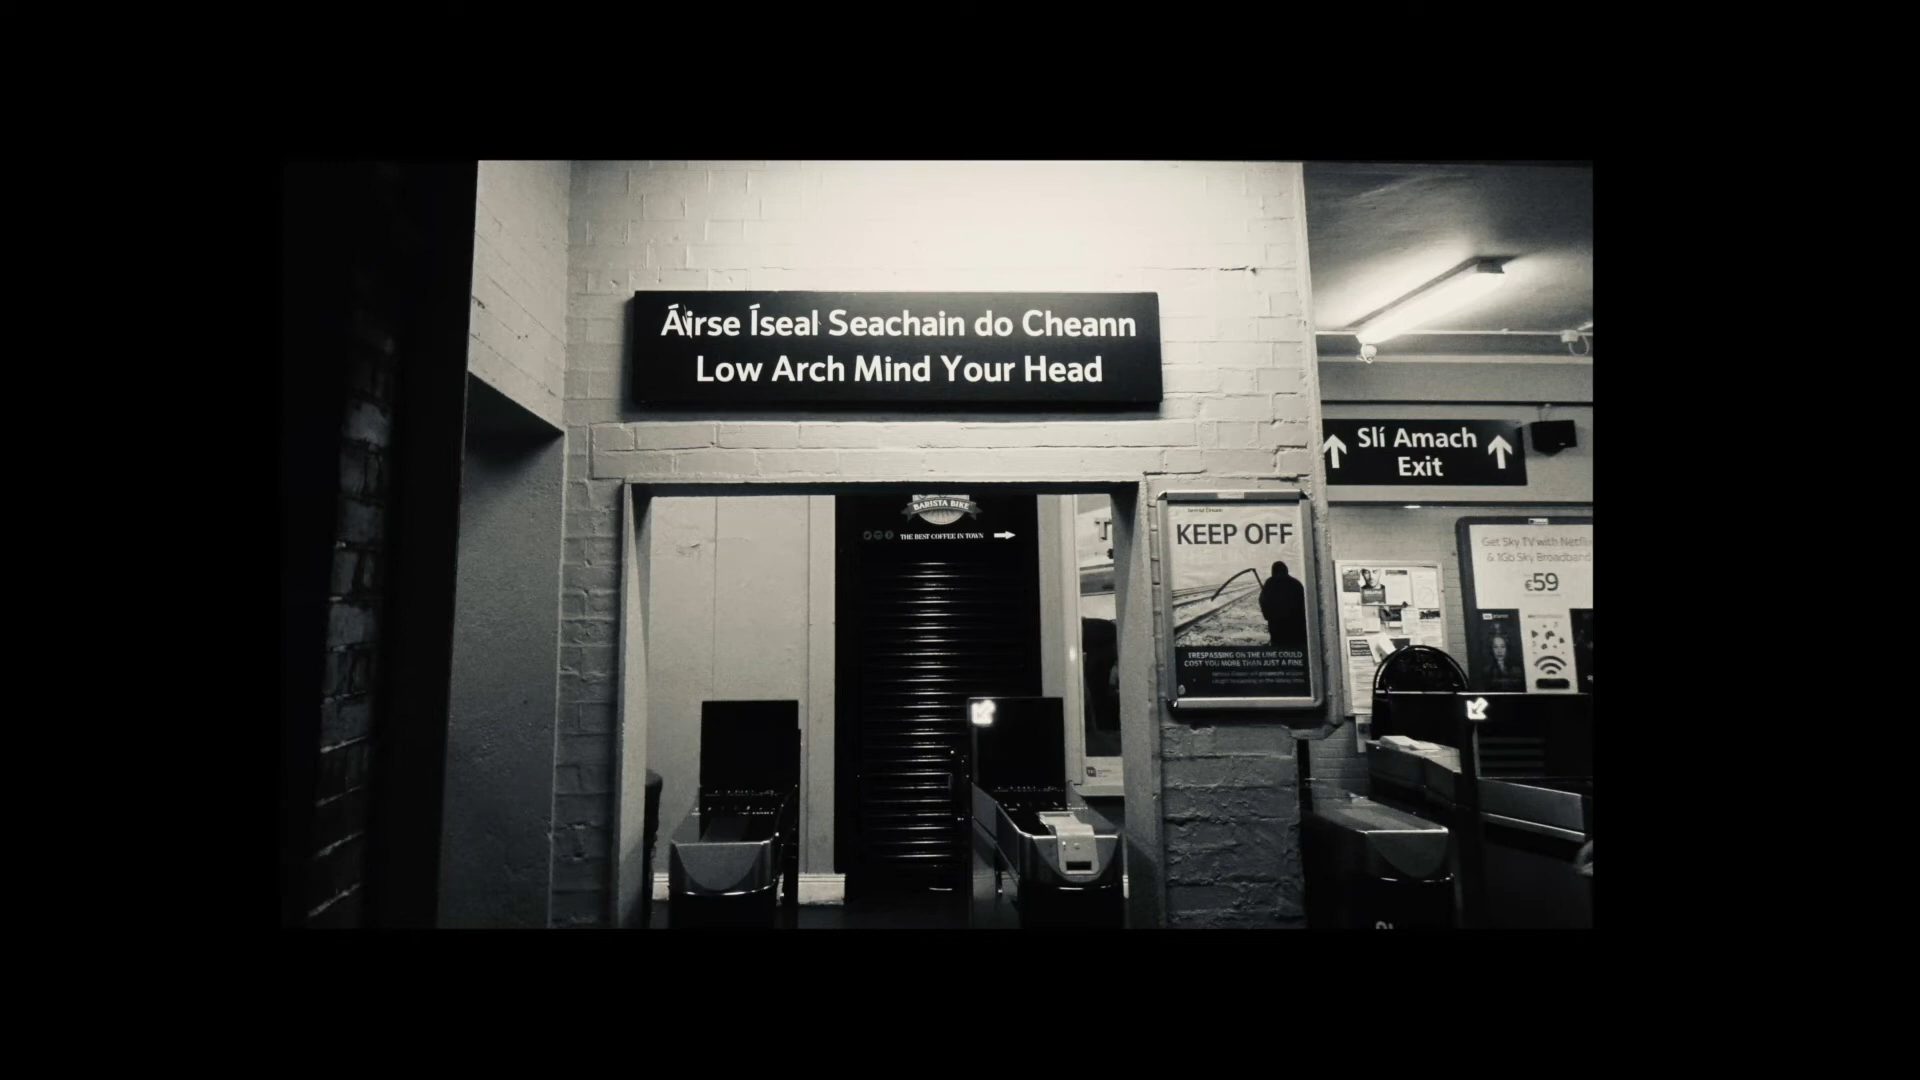 Áirse Íseal Seachain do Cheann
Low Arch Mind Your Head
Slí Amach
Exit
BARISTA BIKE
THE BEST COFFEE IN TOWN
KEEP OFF
TRESPASSING ON THE LINE COULD
COST YOU MORE THAN JUST A FINE
Get Sky TV with Netflix
& 1Gb Sky Broadband
€59